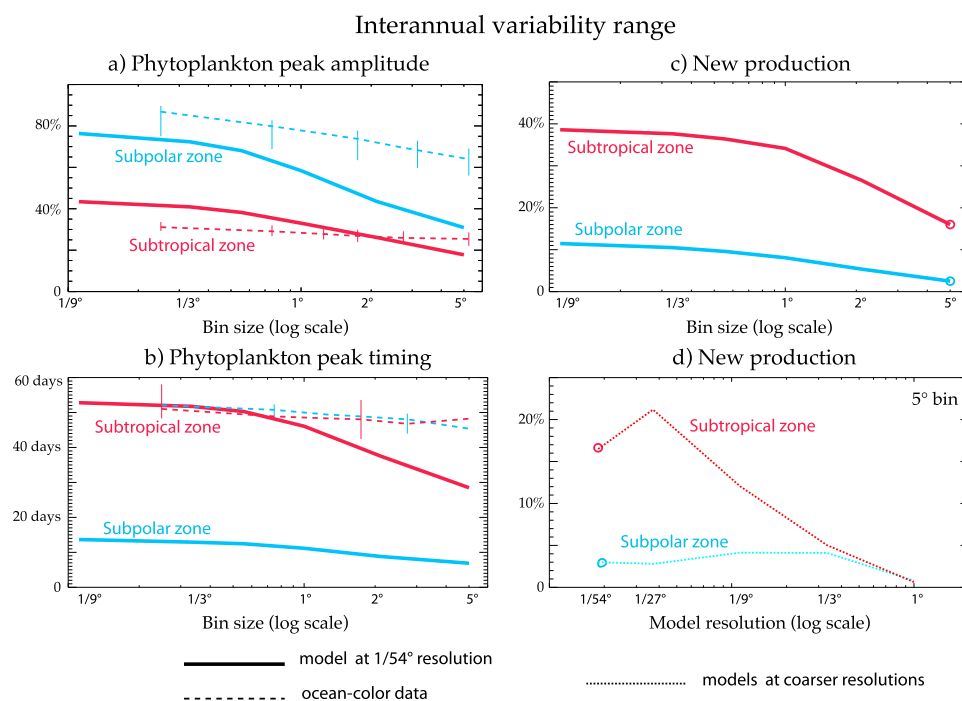 Interannual variability range
a) Phytoplankton peak amplitude
80%
40%
0
Subpolar zone
Subtropical zone
1/9° 1/3° 1° 2° 5°
Bin size (log scale)
c) New production
40%
20%
0
Subtropical zone
Subpolar zone
1/9° 1/3° 1° 2° 5°
Bin size (log scale)
b) Phytoplankton peak timing
60 days
40 days
20 days
0
Subtropical zone
Subpolar zone
1/9° 1/3° 1° 2° 5°
Bin size (log scale)
d) New production
5° bin
20%
10%
0
Subtropical zone
Subpolar zone
1/54° 1/27° 1/9° 1/3° 1°
Model resolution (log scale)
model at 1/54° resolution
ocean-color data
models at coarser resolutions